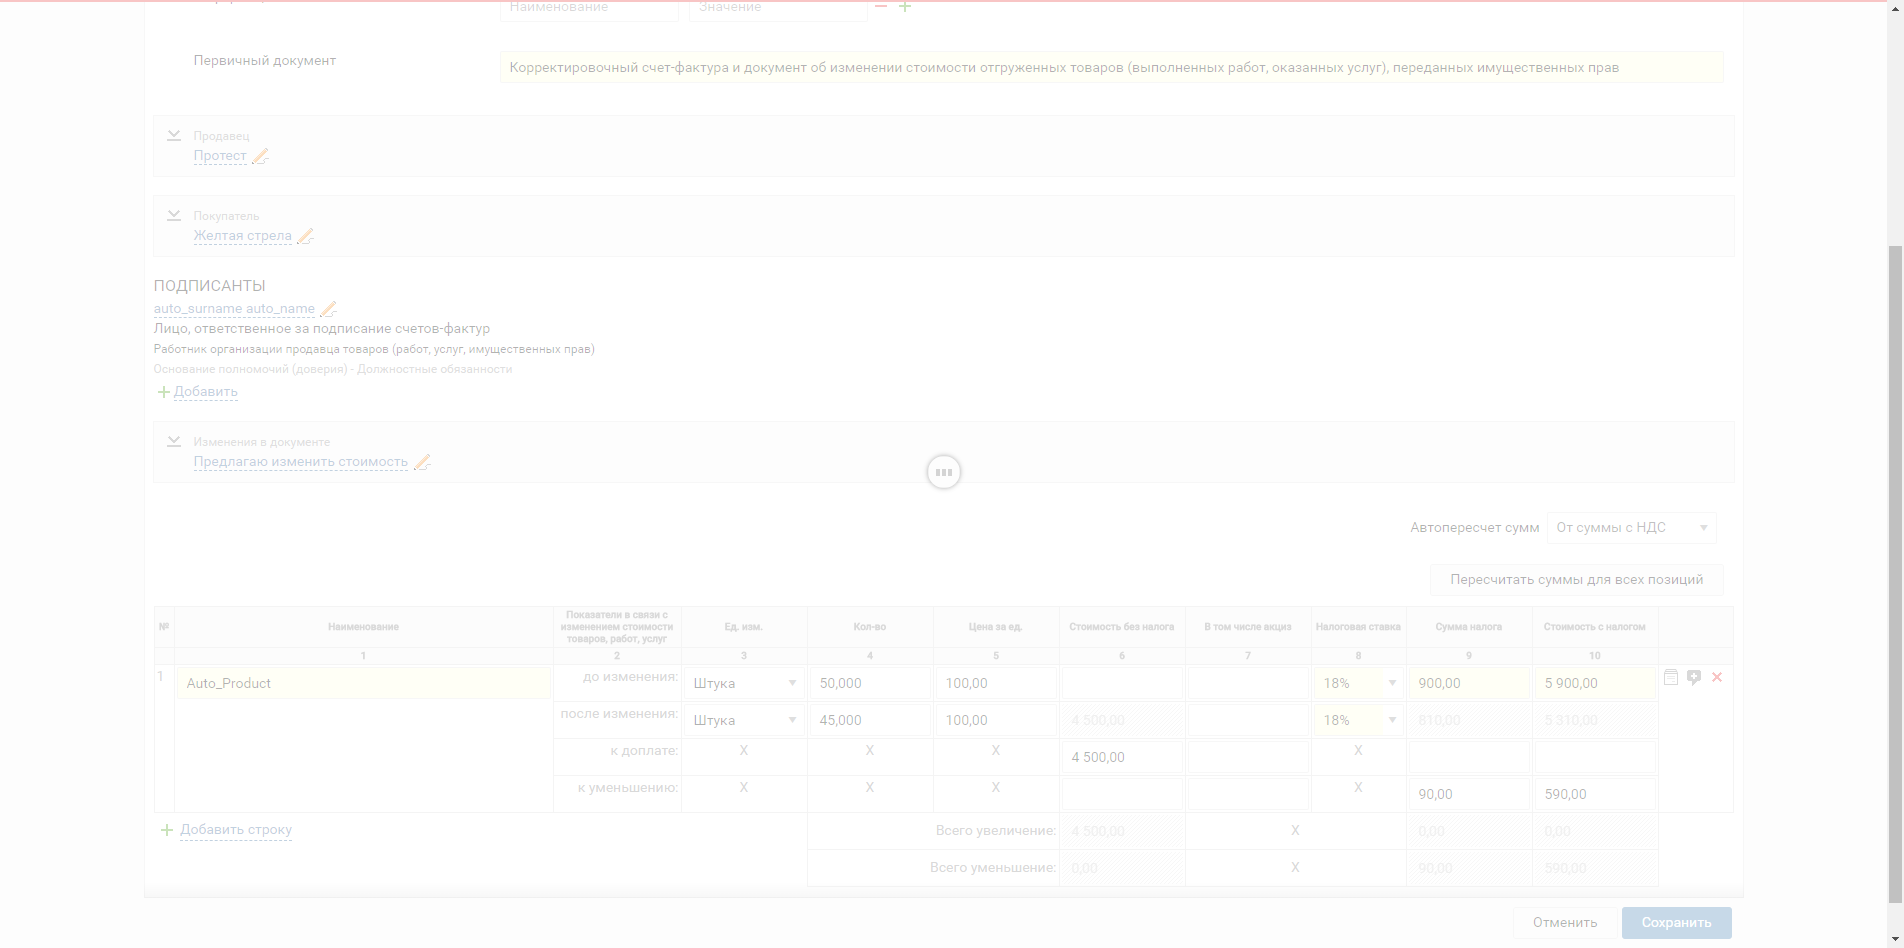 Наименование Значение
Первичный документ
Корректировочный счет-фактура и документ об изменении стоимости отгруженных товаров (выполненных работ, оказанных услуг), переданных имущественных прав
Продавец
Протест
Покупатель
Желтая стрела
ПОДПИСАНТЫ
auto_surname auto_name
Лицо, ответственное за подписание счетов-фактур
Работник организации продавца товаров (работ, услуг, имущественных прав)
Основание полномочий (доверия) - Должностные обязанности
Добавить
Изменения в документе
Предлагаю изменить стоимость
Автопересчет сумм От суммы с НДС
Пересчитать суммы для всех позиций
№ Наименование Показатели в связи с изменением стоимости товаров, работ, услуг Ед. изм. Кол-во Цена за ед. Стоимость без налога В том числе акциз Налоговая ставка Сумма налога Стоимость с налогом
1 2 3 4 5 6 7 8 9 10
1 Auto_Product до изменения: Штука 50,000 100,00 18% 900,00 5 900,00
после изменения: Штука 45,000 100,00 4 500,00 18% 810,00 5 310,00
к доплате: X X X 4 500,00 X
к уменьшению: X X X X 90,00 590,00
Добавить строку
Всего увеличение: 4 500,00 X 0,00 0,00
Всего уменьшение: 0,00 X 90,00 590,00
Отменить Сохранить